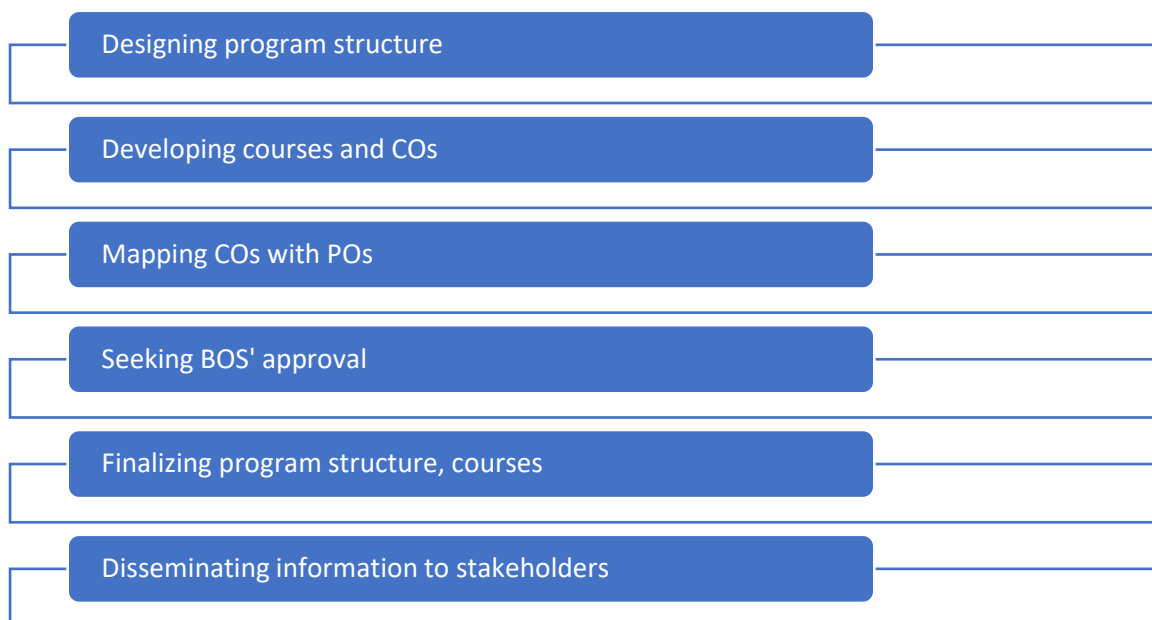 Designing program structure
Developing courses and COs
Mapping COs with POs
Seeking BOS' approval
Finalizing program structure, courses
Disseminating information to stakeholders